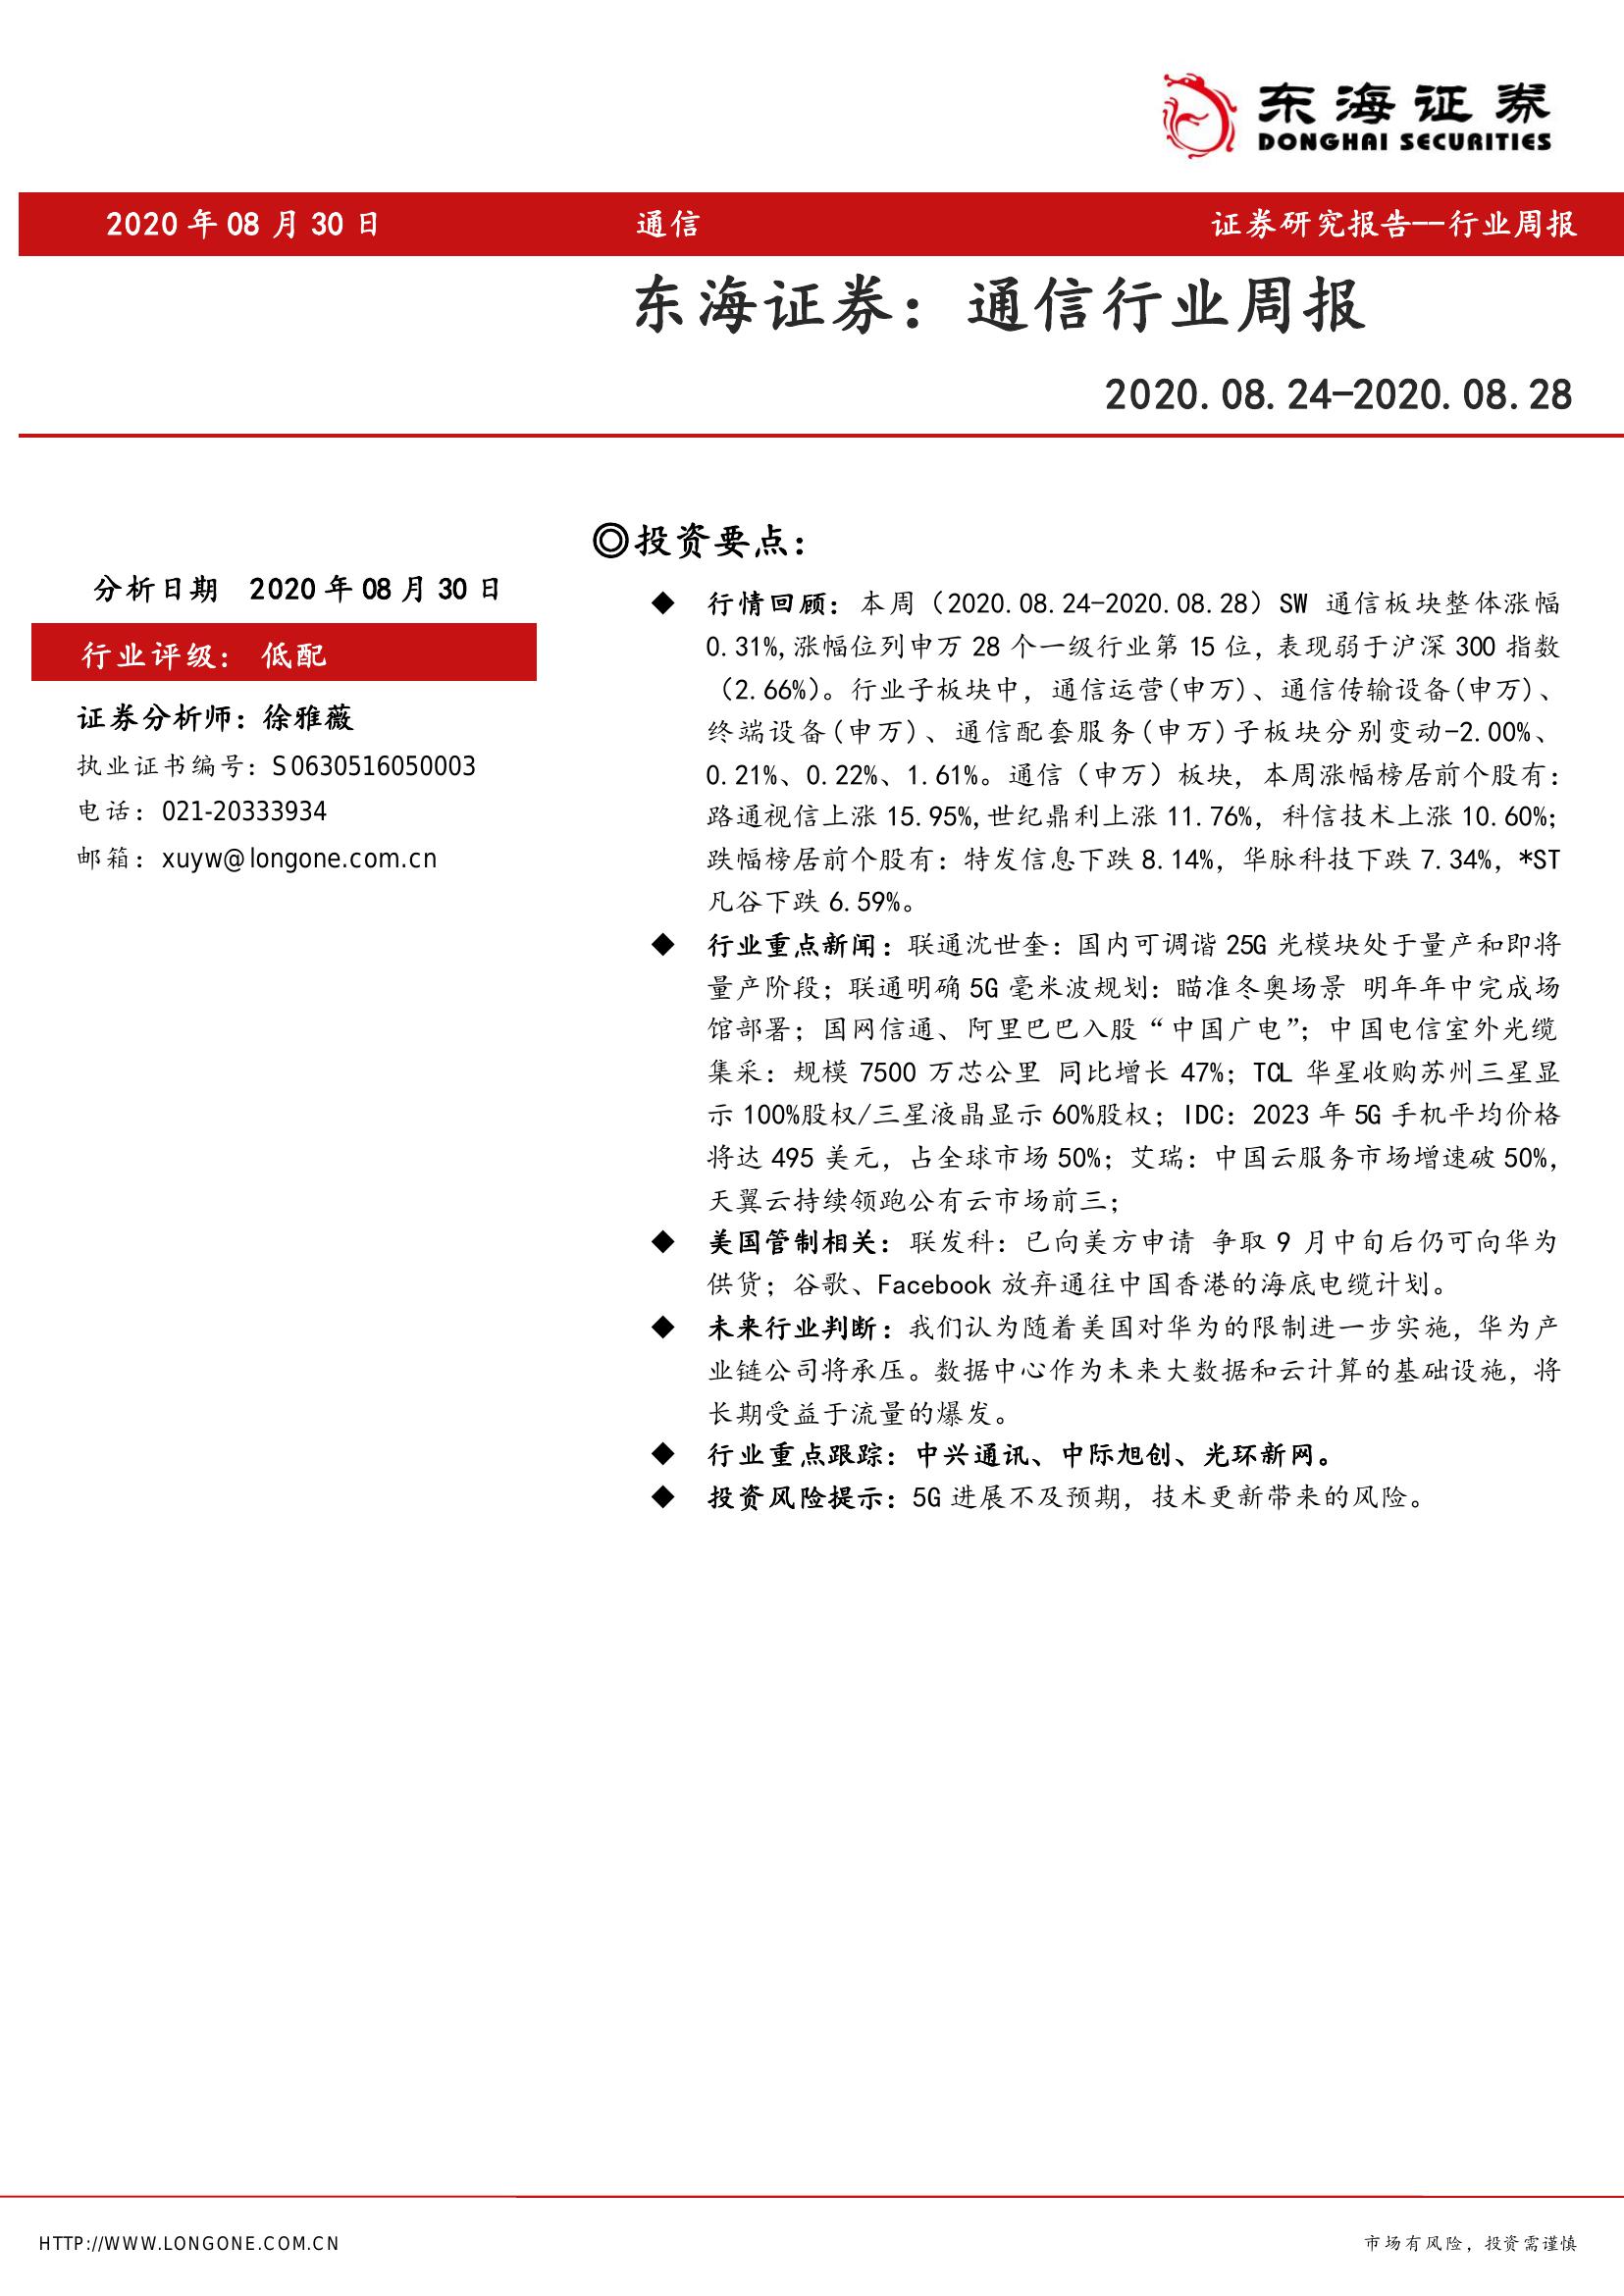 东海证券
DONGHAI SECURITIES
2020 年 08 月 30 日 通信 证券研究报告——行业周报
东海证券：通信行业周报
2020.08.24-2020.08.28
分析日期 2020 年 08 月 30 日
行业评级： 低配
证券分析师：徐雅薇
执业证书编号：S0630516050003
电话：021-20333934
邮箱：xuyw@longone.com.cn
◎投资要点：
◆ 行情回顾：本周（2020.08.24-2020.08.28）SW 通信板块整体涨幅
0.31%,涨幅位列申万 28 个一级行业第 15 位，表现弱于沪深 300 指数
（2.66%）。行业子板块中，通信运营(申万)、通信传输设备(申万)、
终端设备(申万)、通信配套服务(申万)子板块分别变动-2.00%、
0.21%、0.22%、1.61%。通信（申万）板块，本周涨幅榜居前个股有：
路通视信上涨 15.95%,世纪鼎利上涨 11.76%，科信技术上涨 10.60%；
跌幅榜居前个股有：特发信息下跌 8.14%，华脉科技下跌 7.34%，*ST
凡谷下跌 6.59%。
◆ 行业重点新闻：联通沈世奎：国内可调谐 25G 光模块处于量产和即将
量产阶段；联通明确 5G 毫米波规划：瞄准冬奥场景 明年年中完成场
馆部署；国网信通、阿里巴巴入股“中国广电”；中国电信室外光缆
集采：规模 7500 万芯公里 同比增长 47%；TCL 华星收购苏州三星显
示 100%股权/三星液晶显示 60%股权；IDC：2023 年 5G 手机平均价格
将达 495 美元，占全球市场 50%；艾瑞：中国云服务市场增速破 50%，
天翼云持续领跑公有云市场前三；
◆ 美国管制相关：联发科：已向美方申请 争取 9 月中旬后仍可向华为
供货；谷歌、Facebook 放弃通往中国香港的海底电缆计划。
◆ 未来行业判断：我们认为随着美国对华为的限制进一步实施，华为产
业链公司将承压。数据中心作为未来大数据和云计算的基础设施，将
长期受益于流量的爆发。
◆ 行业重点跟踪：中兴通讯、中际旭创、光环新网。
◆ 投资风险提示：5G 进展不及预期，技术更新带来的风险。
HTTP://WWW.LONGONE.COM.CN 市场有风险，投资需谨慎